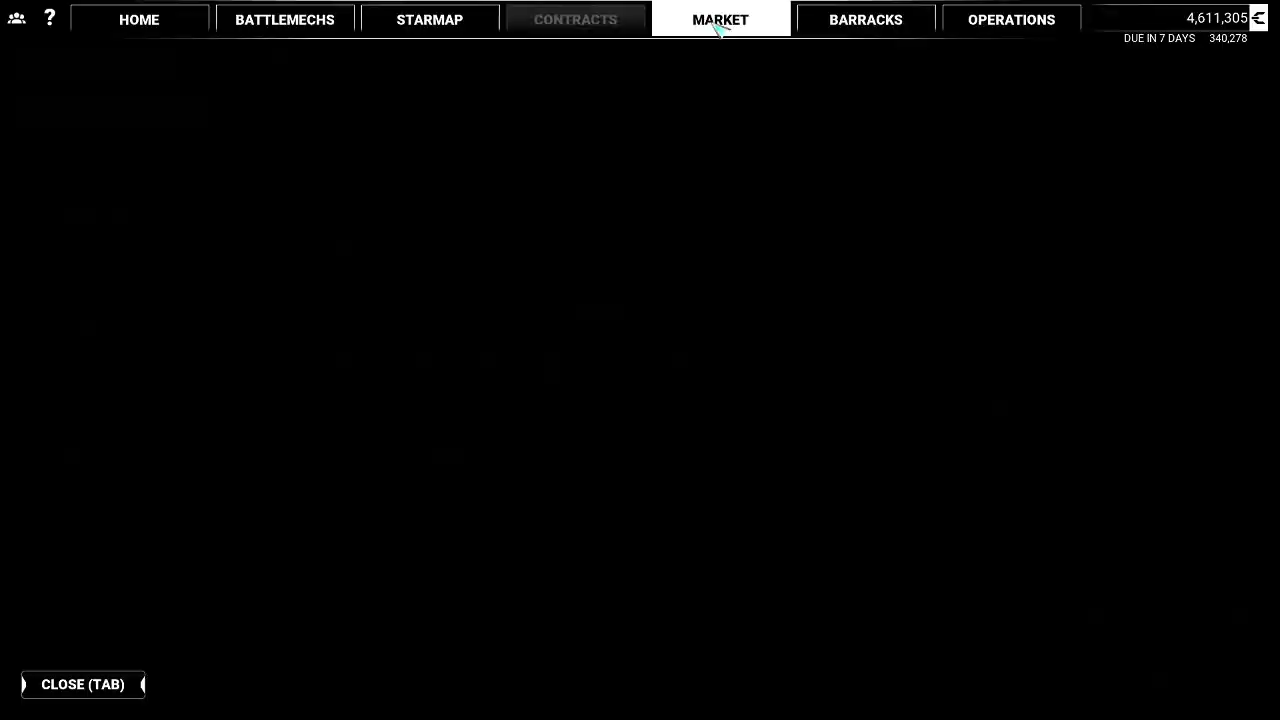 ?
HOME
BATTLEMECHS
STARMAP
CONTRACTS
MARKET
BARRACKS
OPERATIONS
4,611,305
DUE IN 7 DAYS 340,278
CLOSE (TAB)